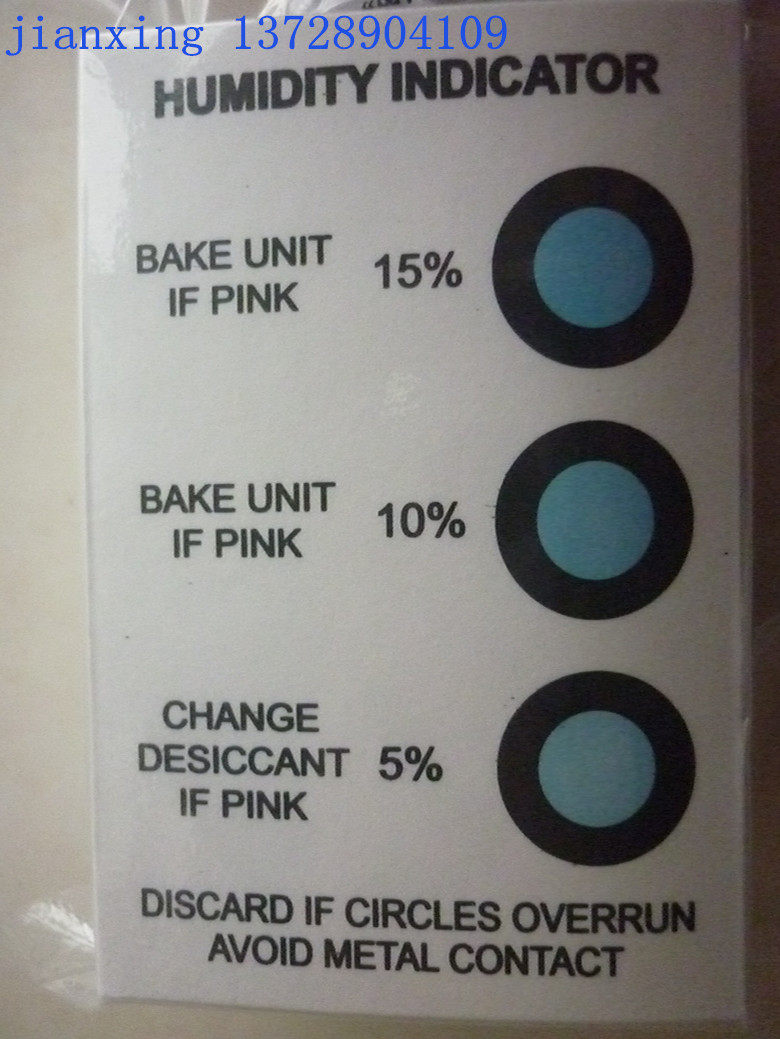 jianxing 13728904109
HUMIDITY INDICATOR
BAKE UNIT
IF PINK
15%
BAKE UNIT
IF PINK
10%
CHANGE
DESICCANT
IF PINK
5%
DISCARD IF CIRCLES OVERRUN
AVOID METAL CONTACT